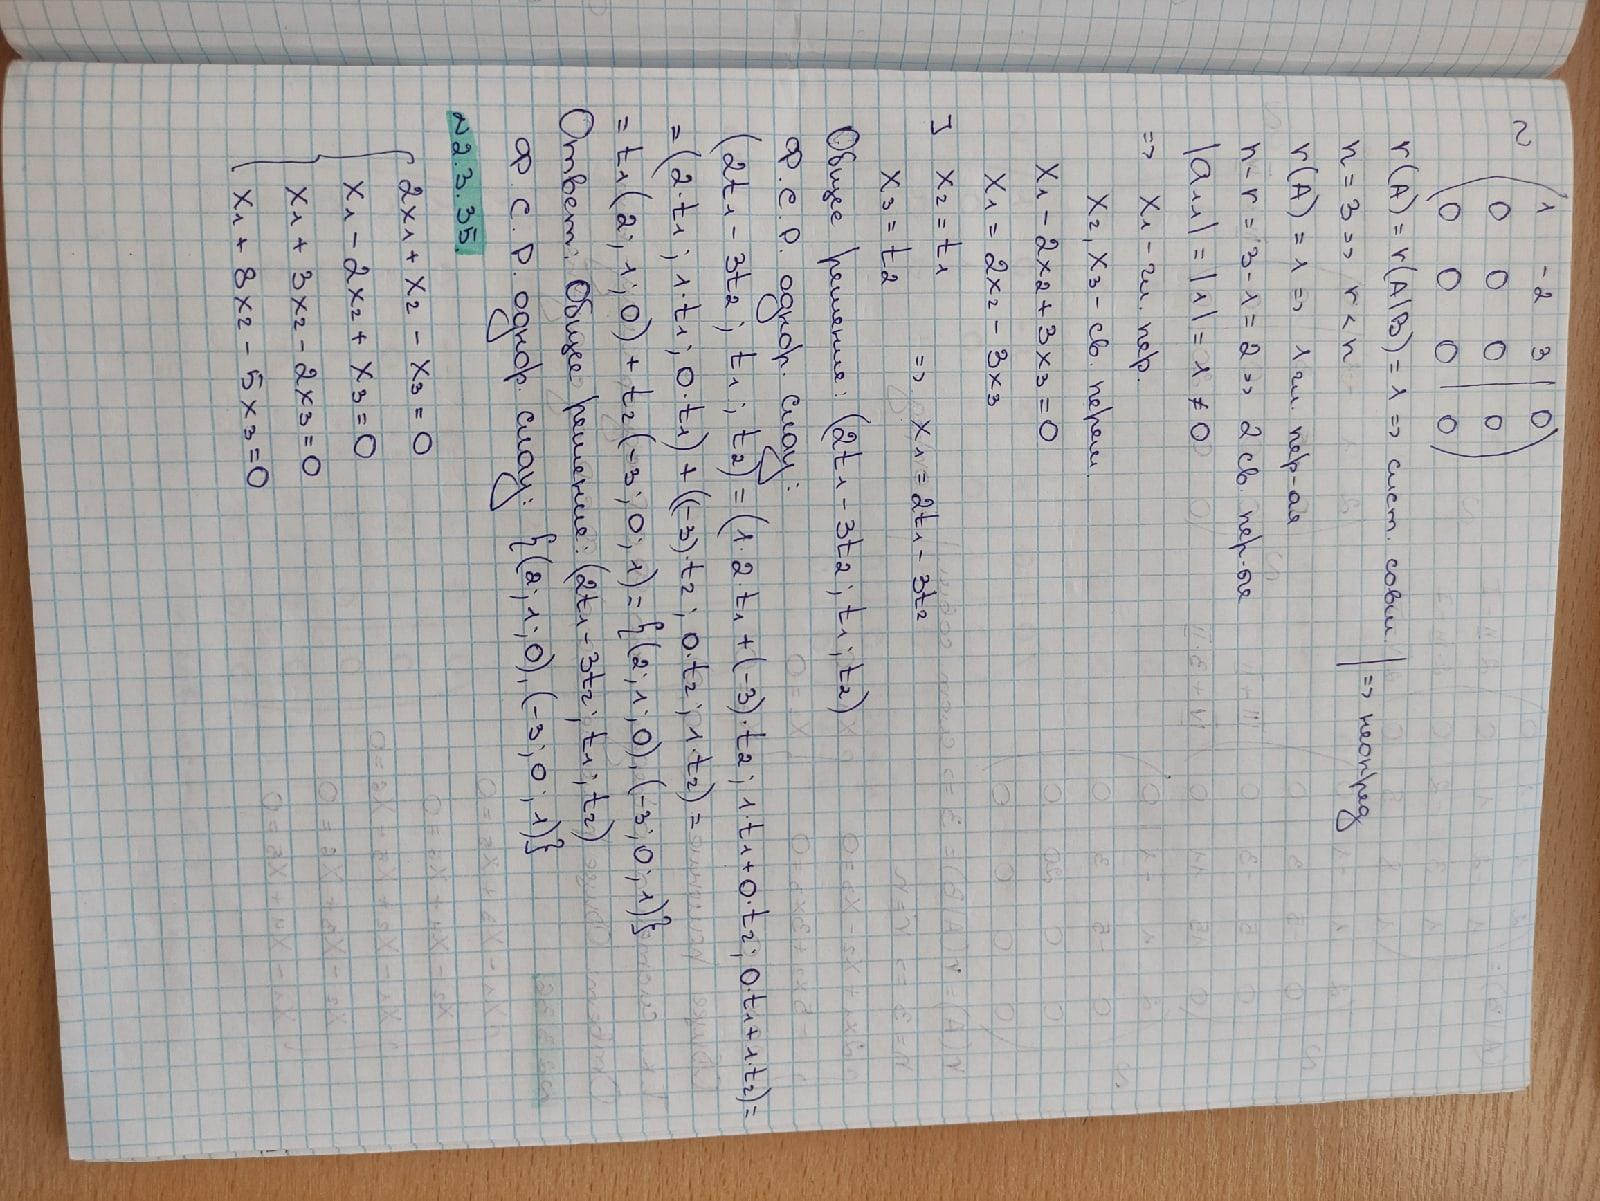 ~ ( 1 -2 3 | 0 )
( 0 0 0 | 0 )
( 0 0 0 | 0 )
r(A) = r(A|B) = 1 => сист. совм. | => неопред
n = 3 => r < n
r(A) = 1 => 1 гл. пер-ая
n - r = 3 - 1 = 2 => 2 св. пер-ые
|a₁₁| = |1| = 1 ≠ 0
=> x₁ - гл. пер.
x₂, x₃ - св. перем.
x₁ - 2x₂ + 3x₃ = 0
x₁ = 2x₂ - 3x₃
] x₂ = t₁ => x₁ = 2t₁ - 3t₂
x₃ = t₂
Общее решение: (2t₁ - 3t₂; t₁; t₂)
Ф.С.Р. однор. слау:
(2t₁ - 3t₂; t₁; t₂) = (1·2t₁ + (-3)·t₂; 1·t₁ + 0·t₂; 0·t₁ + 1·t₂) =
= (2·t₁; 1·t₁; 0·t₁) + ((-3)·t₂; 0·t₂; 1·t₂) =
= t₁(2; 1; 0) + t₂(-3; 0; 1) = {(2; 1; 0), (-3; 0; 1)}
Ответ: Общее решение: (2t₁ - 3t₂; t₁; t₂)
Ф.С.Р. однор. слау: {(2; 1; 0), (-3; 0; 1)}
~2.3.35.
{ 2x₁ + x₂ - x₃ = 0
x₁ - 2x₂ + x₃ = 0
x₁ + 3x₂ - 2x₃ = 0
x₁ + 8x₂ - 5x₃ = 0